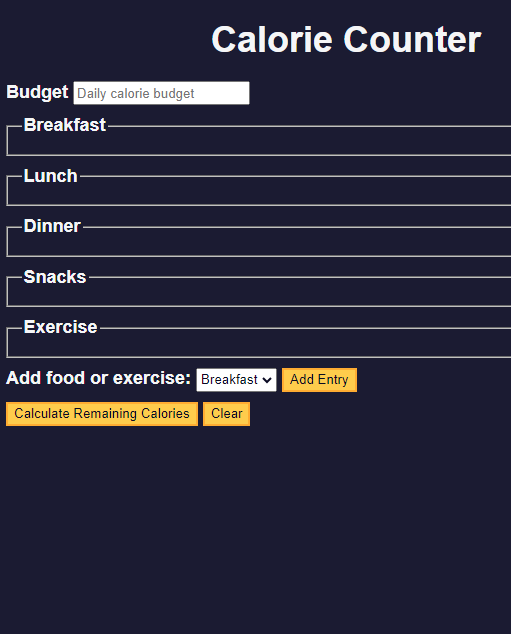 Calorie Counter
Budget Daily calorie budget
Breakfast
Lunch
Dinner
Snacks
Exercise
Add food or exercise: Breakfast Add Entry
Calculate Remaining Calories Clear